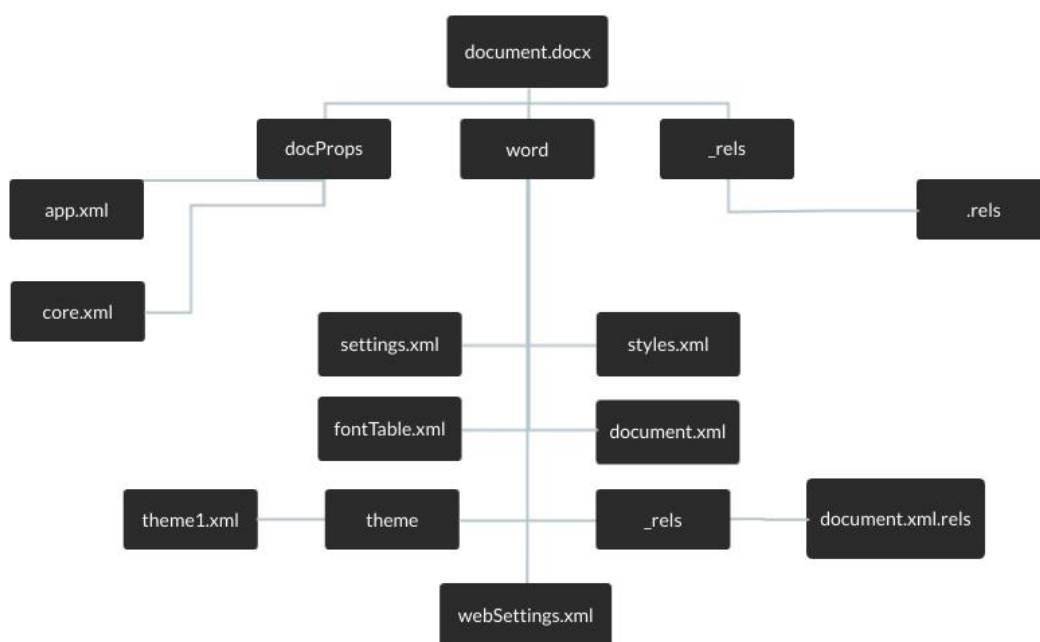 document.docx
docProps
word
_rels
app.xml
.rels
core.xml
settings.xml
styles.xml
fontTable.xml
document.xml
theme1.xml
theme
_rels
document.xml.rels
webSettings.xml